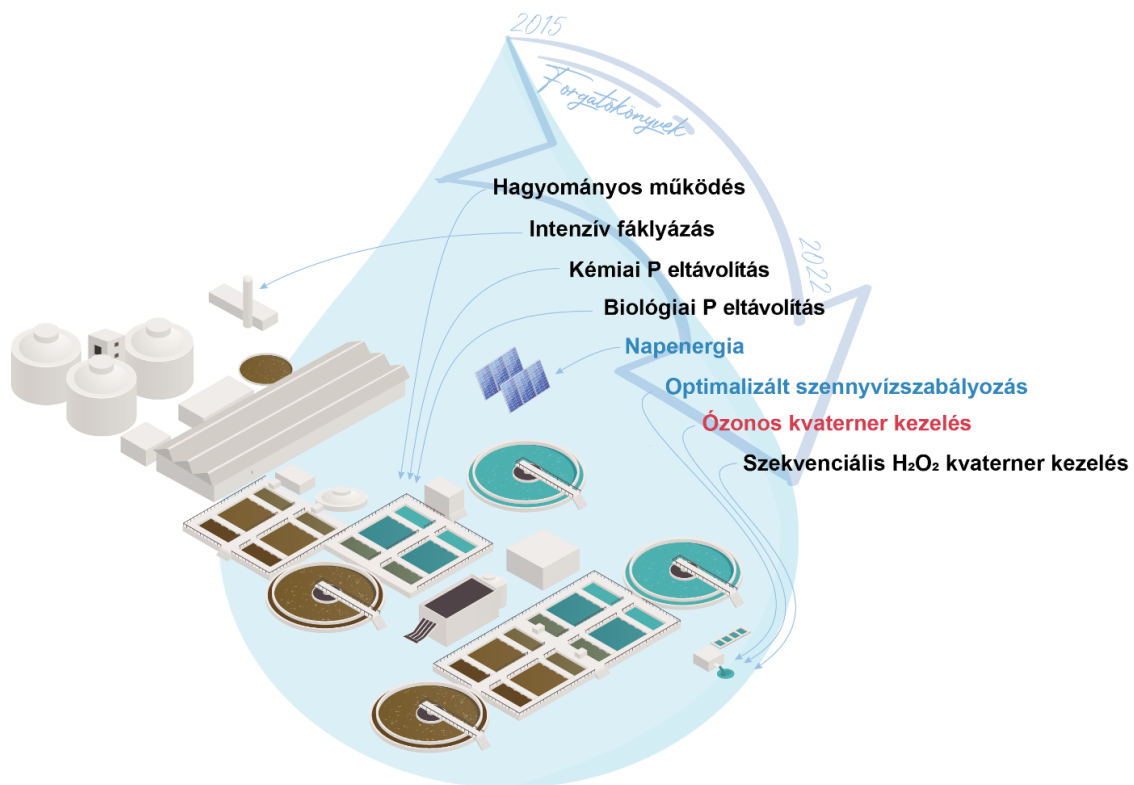 2015
Forgatókönyvek
Hagyományos működés
Intenzív fáklyázás
Kémiai P eltávolítás
Biológiai P eltávolítás
2022
Napenergia
Optimalizált szennyvízszabályozás
Ózonos kvaterner kezelés
Szekvenciális H₂O₂ kvaterner kezelés